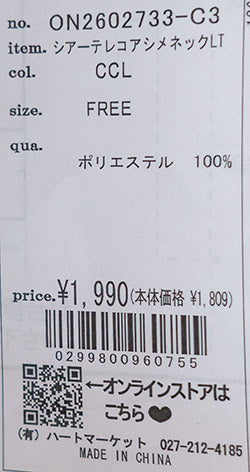 no. ON2602733-C3
item. シアーテレコアシメネックLT
col. CCL
size. FREE
qua.
ポリエステル 100%
price. ¥1,990(本体価格 ¥1,809)
0299800960755
←オンラインストアは
こちら♥
(有) ハートマーケット 027-212-4185
MADE IN CHINA